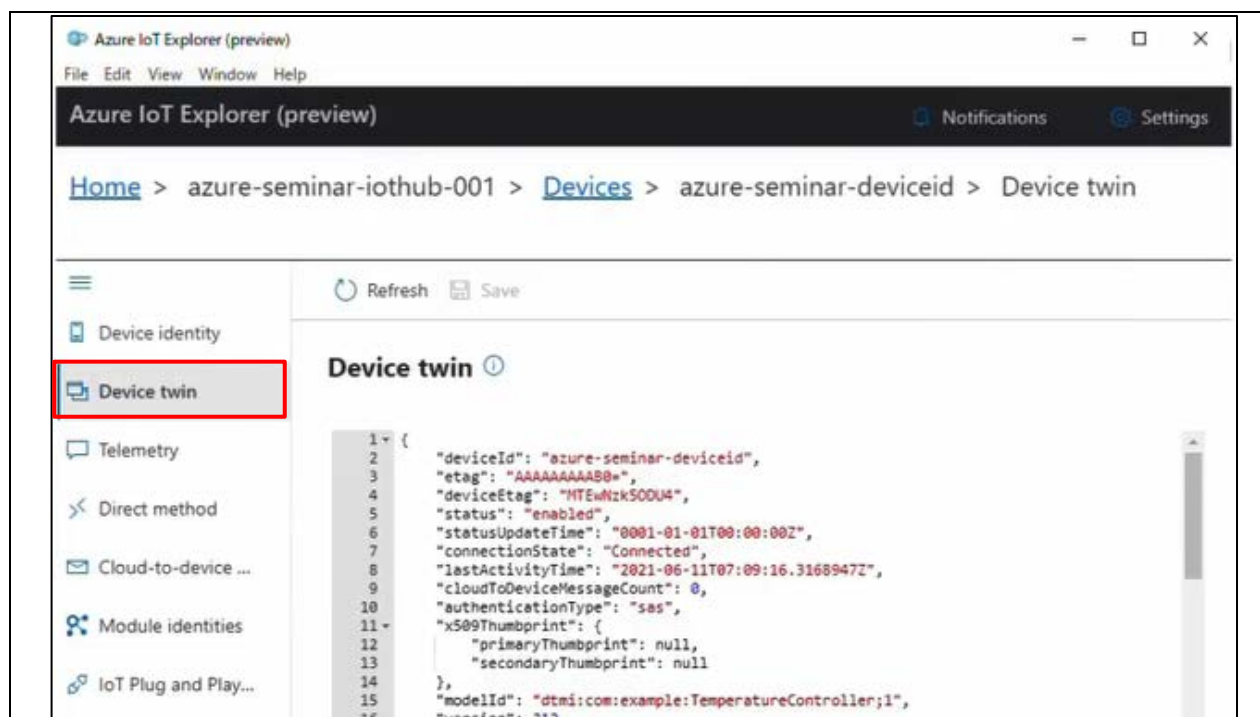 Azure IoT Explorer (preview)
File Edit View Window Help
Azure IoT Explorer (preview) Notifications Settings
Home > azure-seminar-iothub-001 > Devices > azure-seminar-deviceid > Device twin
Refresh Save
Device identity
Device twin
Telemetry
Direct method
Cloud-to-device ...
Module identities
IoT Plug and Play...
Device twin
1 {
2 "deviceId": "azure-seminar-deviceid",
3 "etag": "AAAAAAAAAB0=",
4 "deviceEtag": "MTEwNzk5ODU4",
5 "status": "enabled",
6 "statusUpdateTime": "0001-01-01T00:00:00Z",
7 "connectionState": "Connected",
8 "lastActivityTime": "2021-06-11T07:09:16.3168947Z",
9 "cloudToDeviceMessageCount": 0,
10 "authenticationType": "sas",
11 "x509Thumbprint": {
12 "primaryThumbprint": null,
13 "secondaryThumbprint": null
14 },
15 "modelId": "dtmi:com:example:TemperatureController;1",